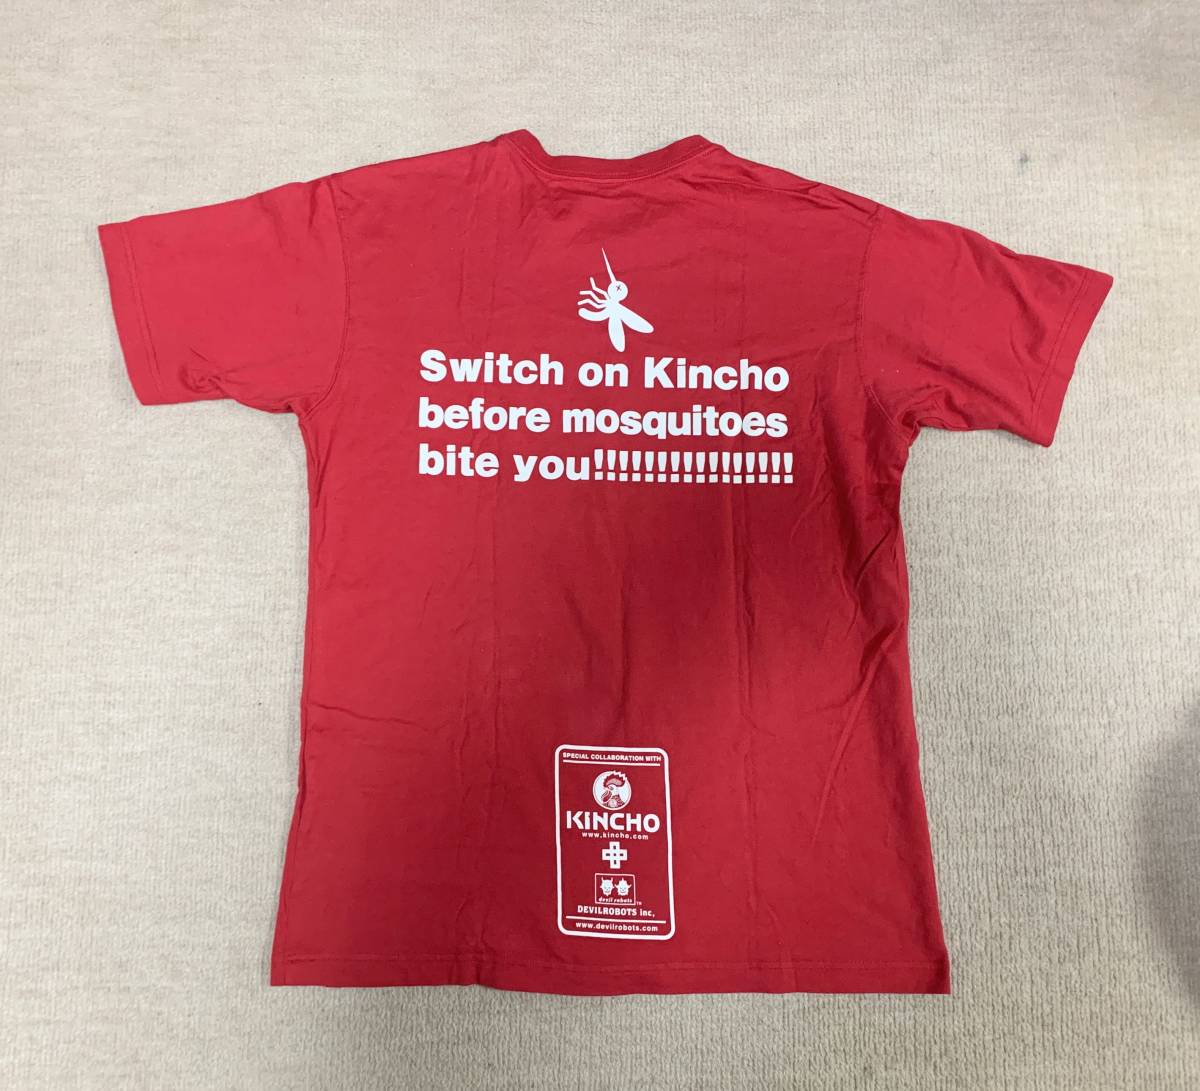 Switch on Kincho
before mosquitoes
bite you!!!!!!!!!!!!!!!!
SPECIAL COLLABORATION WITH
KINCHO
www.kincho.com
devil robots TM
DEVILROBOTS inc,
www.devilrobots.com